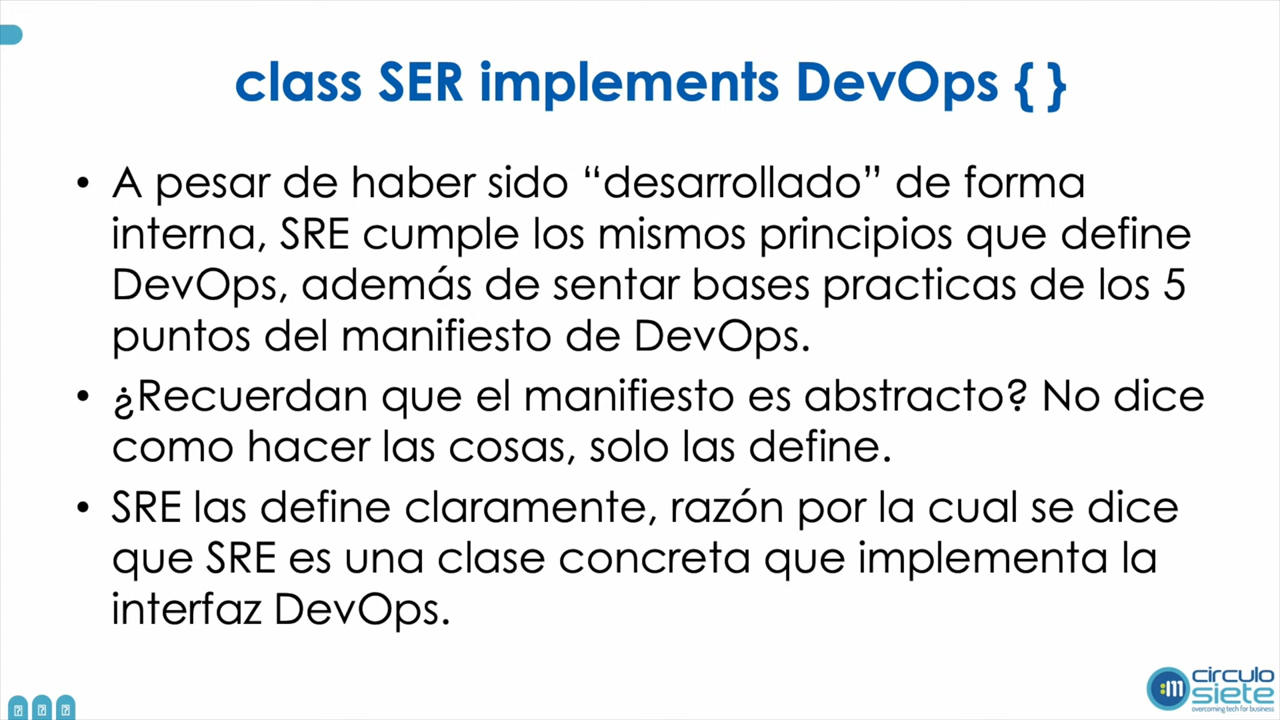 class SER implements DevOps { }
• A pesar de haber sido “desarrollado” de forma
interna, SRE cumple los mismos principios que define
DevOps, además de sentar bases practicas de los 5
puntos del manifiesto de DevOps.
• ¿Recuerdan que el manifiesto es abstracto? No dice
como hacer las cosas, solo las define.
• SRE las define claramente, razón por la cual se dice
que SRE es una clase concreta que implementa la
interfaz DevOps.
:m circulo
siete
overcoming tech for business